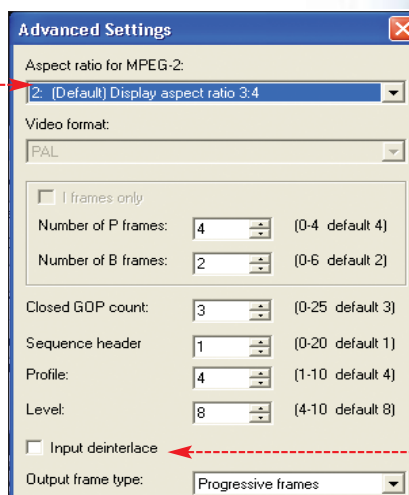 Advanced Settings
Aspect ratio for MPEG-2:
2: (Default) Display aspect ratio 3:4
Video format:
PAL
I frames only
Number of P frames: 4 (0-4 default 4)
Number of B frames: 2 (0-6 default 2)
Closed GOP count: 3 (0-25 default 3)
Sequence header 1 (0-20 default 1)
Profile: 4 (1-10 default 4)
Level: 8 (4-10 default 8)
Input deinterlace
Output frame type: Progressive frames